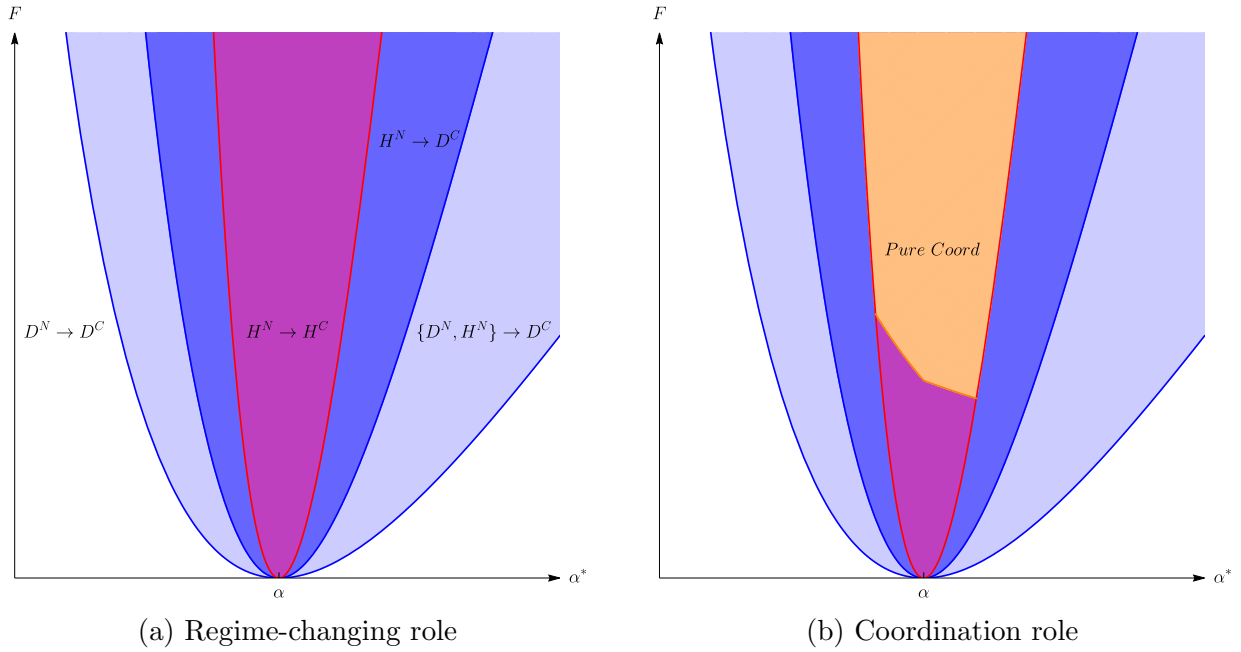 F
H^N → D^C
D^N → D^C
H^N → H^C
{D^N, H^N} → D^C
α*
α
(a) Regime-changing role
F
Pure Coord
α*
α
(b) Coordination role